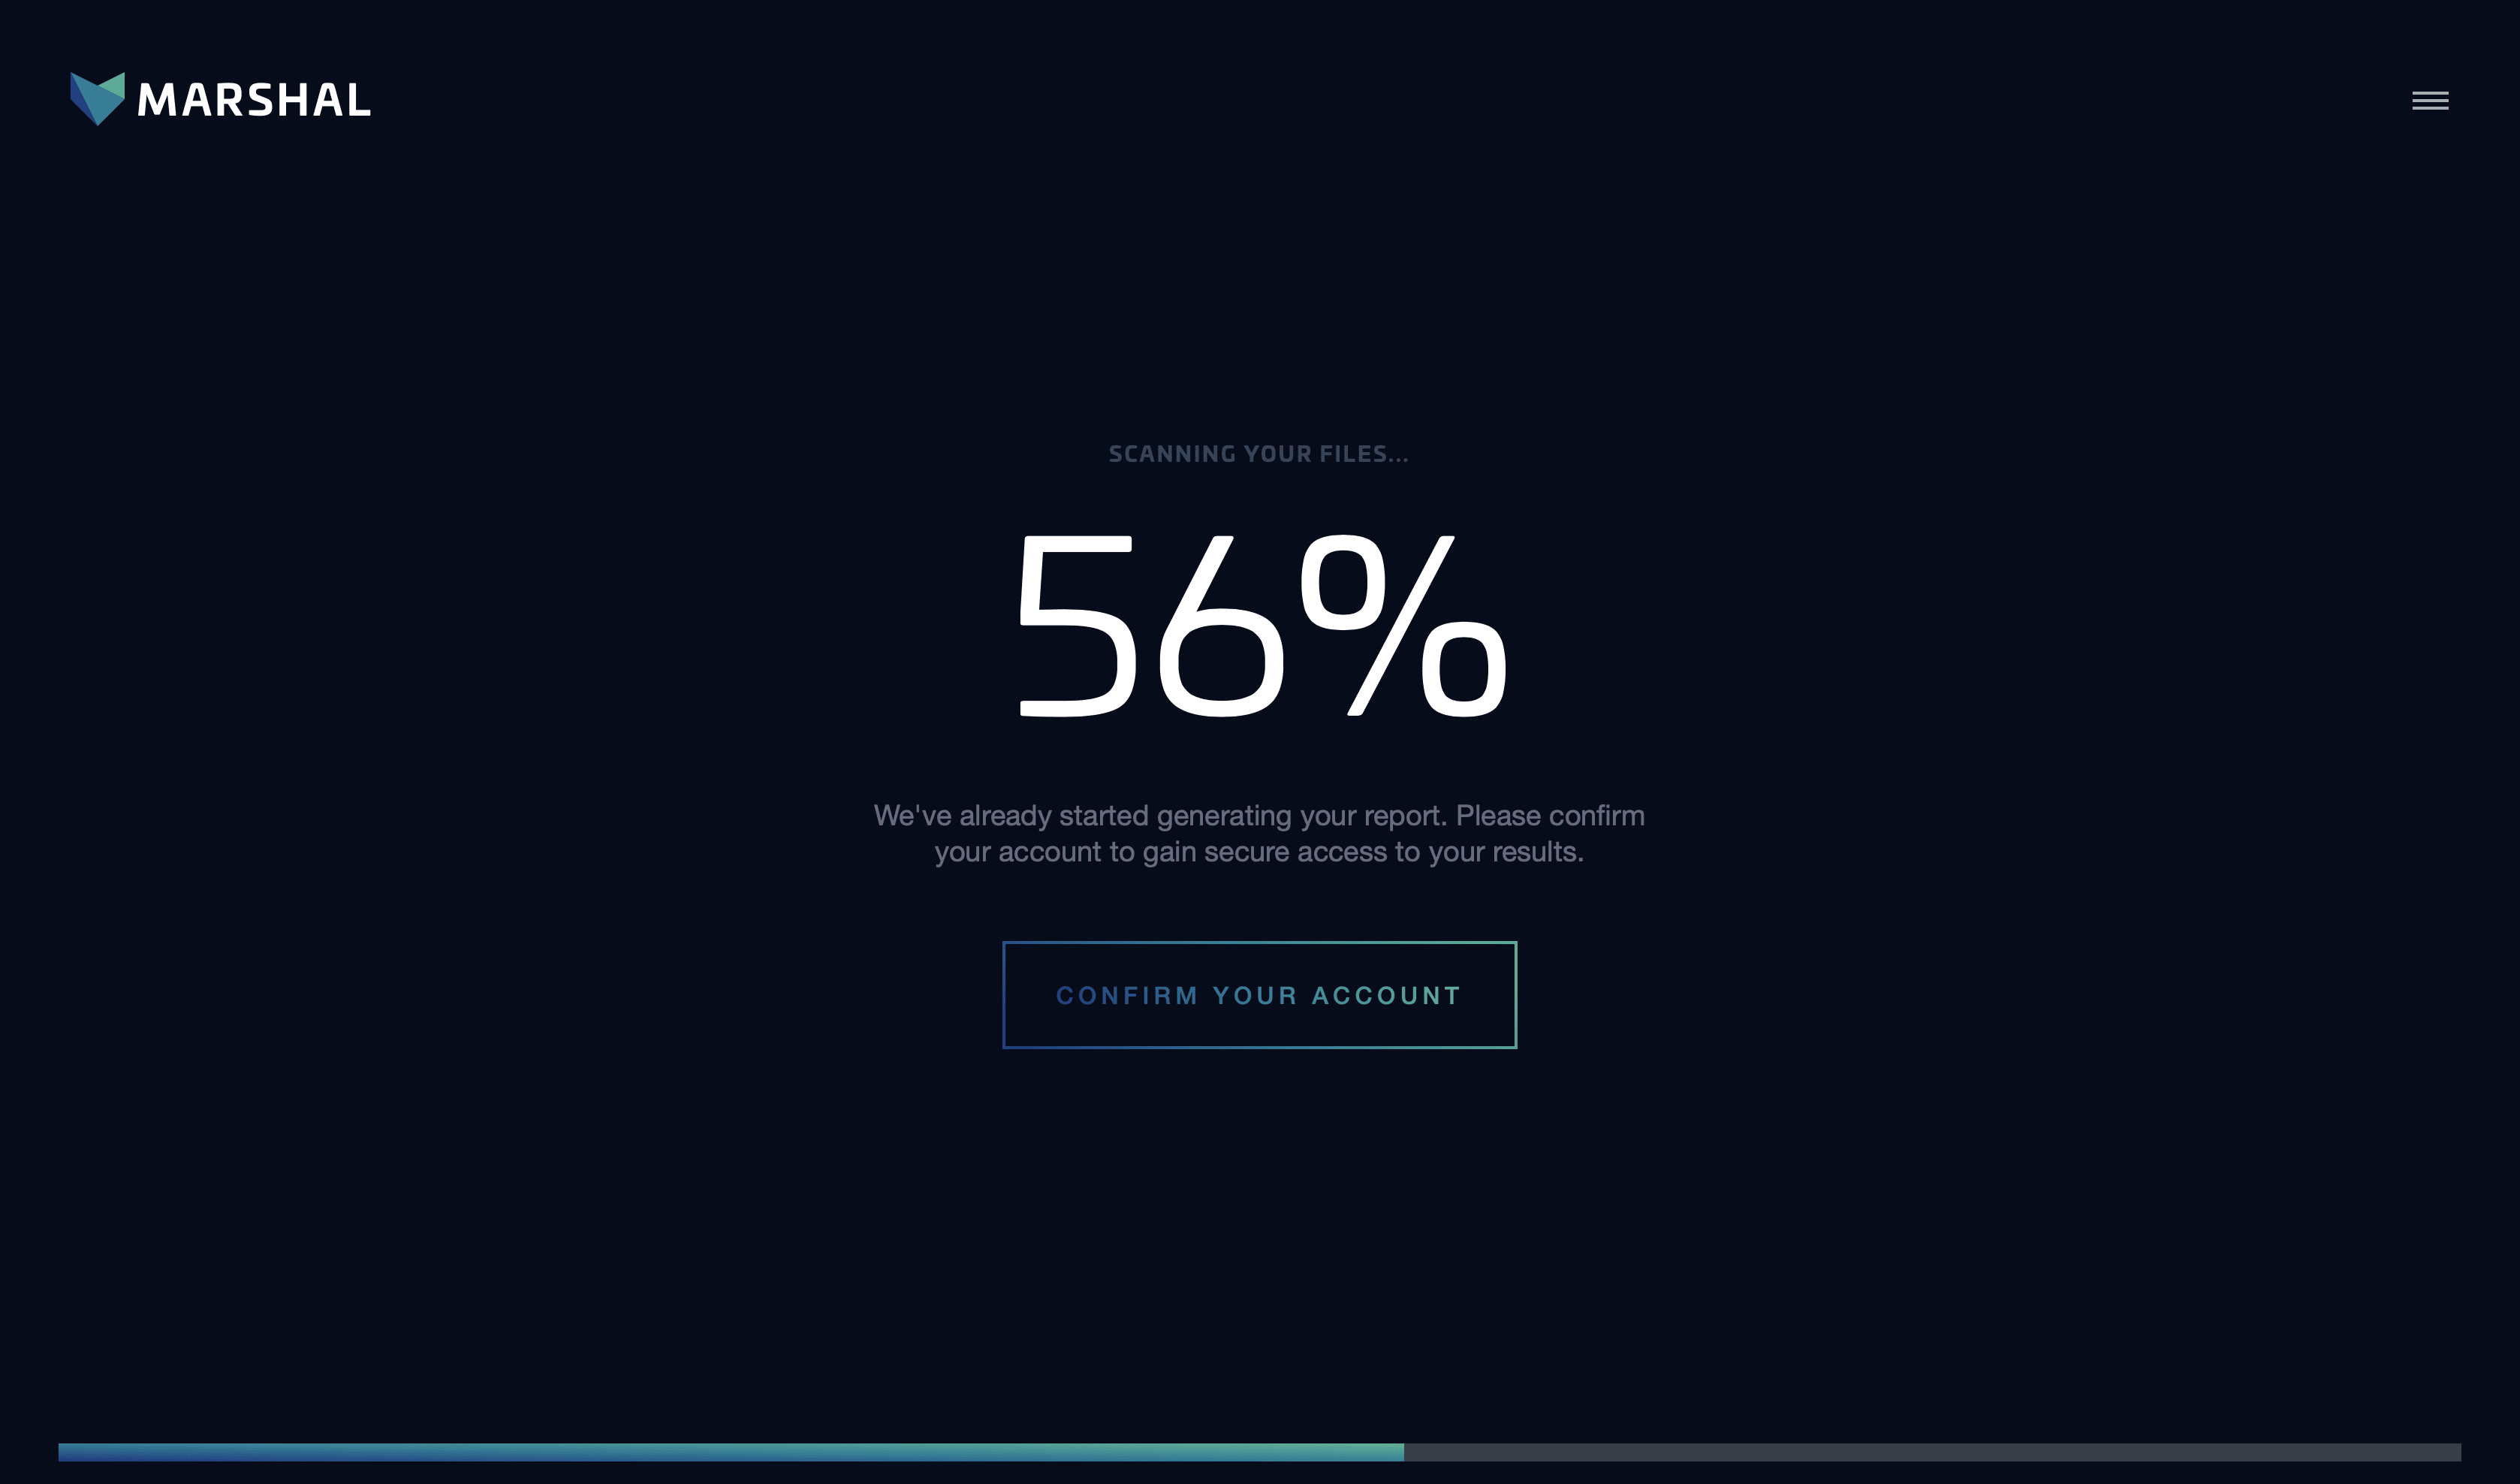 MARSHAL
SCANNING YOUR FILES...
56%
We've already started generating your report. Please confirm
your account to gain secure access to your results.
CONFIRM YOUR ACCOUNT